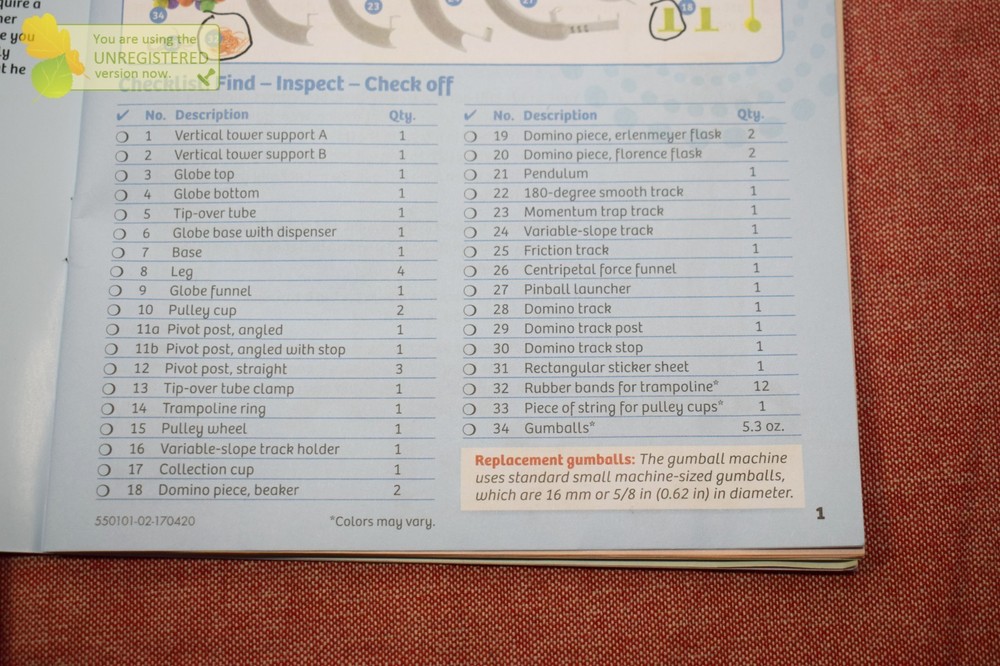 quire a
her
e you
ly
t he
34
23
18
You are using the
UNREGISTERED
version now.
Checklist: Find – Inspect – Check off
✔ No. Description Qty.
1 Vertical tower support A 1
2 Vertical tower support B 1
3 Globe top 1
4 Globe bottom 1
5 Tip-over tube 1
6 Globe base with dispenser 1
7 Base 1
8 Leg 4
9 Globe funnel 1
10 Pulley cup 2
11a Pivot post, angled 1
11b Pivot post, angled with stop 1
12 Pivot post, straight 3
13 Tip-over tube clamp 1
14 Trampoline ring 1
15 Pulley wheel 1
16 Variable-slope track holder 1
17 Collection cup 1
18 Domino piece, beaker 2
✔ No. Description Qty.
19 Domino piece, erlenmeyer flask 2
20 Domino piece, florence flask 2
21 Pendulum 1
22 180-degree smooth track 1
23 Momentum trap track 1
24 Variable-slope track 1
25 Friction track 1
26 Centripetal force funnel 1
27 Pinball launcher 1
28 Domino track 1
29 Domino track post 1
30 Domino track stop 1
31 Rectangular sticker sheet 1
32 Rubber bands for trampoline* 12
33 Piece of string for pulley cups* 1
34 Gumballs* 5.3 oz.
Replacement gumballs: The gumball machine
uses standard small machine-sized gumballs,
which are 16 mm or 5/8 in (0.62 in) in diameter.
550101-02-170420
*Colors may vary.
1